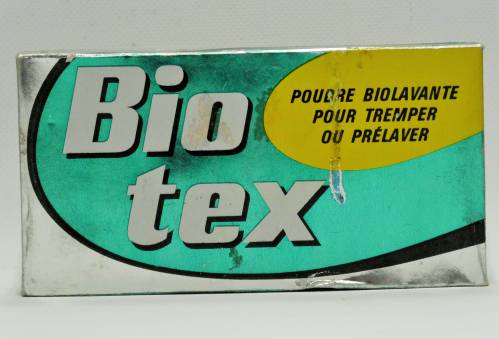 Bio
tex
POUDRE BIOLAVANTE
POUR TREMPER
OU PRÉLAVER